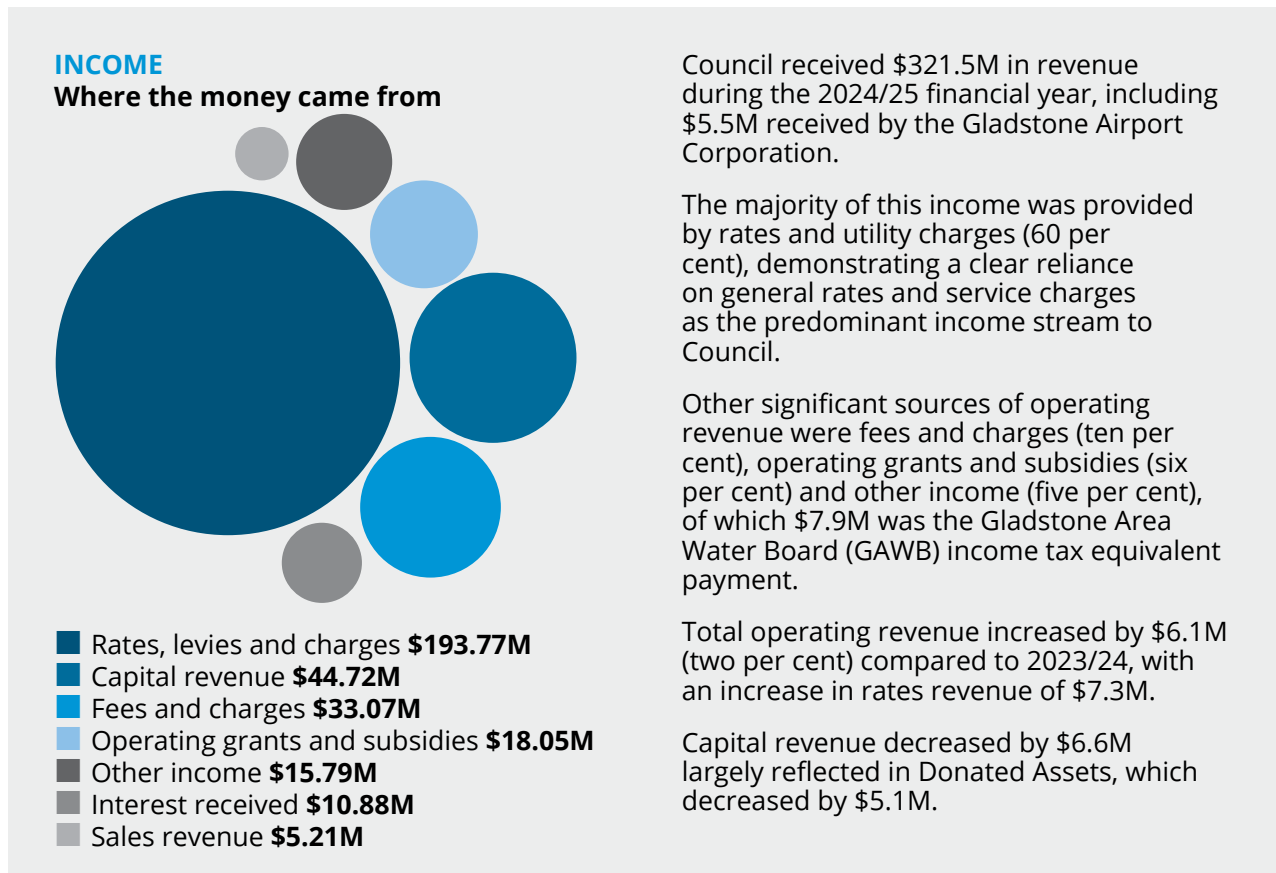 INCOME
Where the money came from
Rates, levies and charges $193.77M
Capital revenue $44.72M
Fees and charges $33.07M
Operating grants and subsidies $18.05M
Other income $15.79M
Interest received $10.88M
Sales revenue $5.21M
Council received $321.5M in revenue
during the 2024/25 financial year, including
$5.5M received by the Gladstone Airport
Corporation.
The majority of this income was provided
by rates and utility charges (60 per
cent), demonstrating a clear reliance
on general rates and service charges
as the predominant income stream to
Council.
Other significant sources of operating
revenue were fees and charges (ten per
cent), operating grants and subsidies (six
per cent) and other income (five per cent),
of which $7.9M was the Gladstone Area
Water Board (GAWB) income tax equivalent
payment.
Total operating revenue increased by $6.1M
(two per cent) compared to 2023/24, with
an increase in rates revenue of $7.3M.
Capital revenue decreased by $6.6M
largely reflected in Donated Assets, which
decreased by $5.1M.